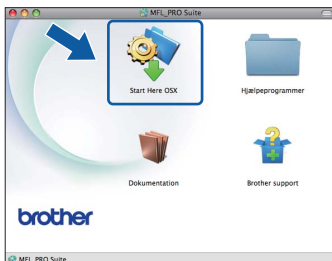 MFL_PRO Suite
Start Here OSX
Hjælpeprogrammer
Dokumentation
Brother support
brother
MFL_PRO Suite